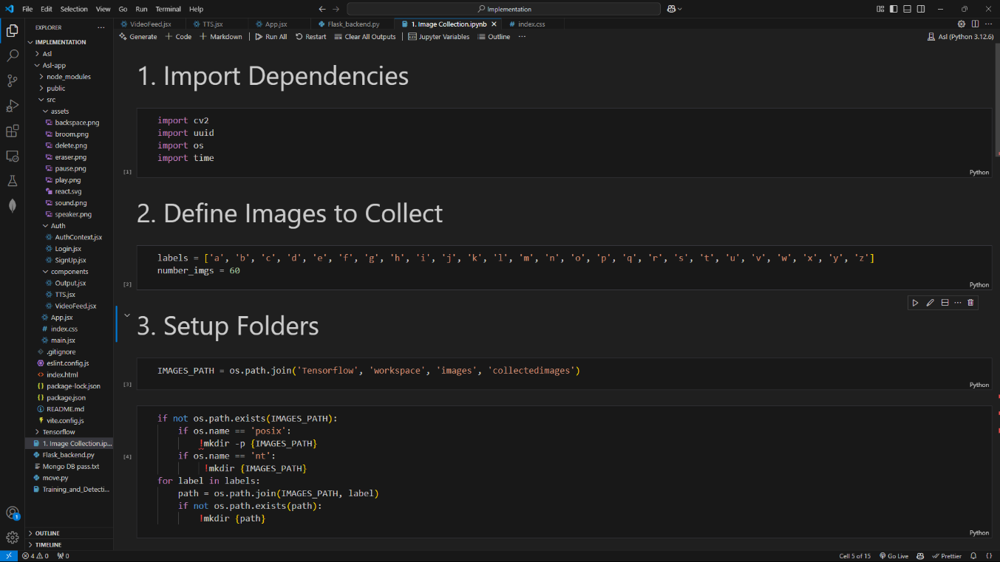 File Edit Selection View Go Run Terminal Help
Implementation
EXPLORER
VideoFeed.jsx
TTS.jsx
App.jsx
Flask_backend.py
1. Image Collection.ipynb
index.css
Generate
Code
Markdown
Run All
Restart
Clear All Outputs
Jupyter Variables
Outline
Asl (Python 3.12.6)
IMPLEMENTATION
Asl
Asl-app
node_modules
public
src
assets
backspace.png
broom.png
delete.png
eraser.png
pause.png
play.png
react.svg
sound.png
speaker.png
Auth
AuthContext.jsx
Login.jsx
SignUp.jsx
components
Output.jsx
TTS.jsx
VideoFeed.jsx
App.jsx
index.css
main.jsx
.gitignore
eslint.config.js
index.html
package-lock.json
package.json
README.md
vite.config.js
Tensorflow
1. Image Collection.ip...
Flask_backend.py
Mongo DB pass.txt
move.py
Training_and_Detecti...
OUTLINE
TIMELINE
1. Import Dependencies
import cv2
import uuid
import os
import time
[1]
Python
2. Define Images to Collect
labels = ['a', 'b', 'c', 'd', 'e', 'f', 'g', 'h', 'i', 'j', 'k', 'l', 'm', 'n', 'o', 'p', 'q', 'r', 's', 't', 'u', 'v', 'w', 'x', 'y', 'z']
number_imgs = 60
[2]
Python
3. Setup Folders
IMAGES_PATH = os.path.join('Tensorflow', 'workspace', 'images', 'collectedimages')
[3]
Python
if not os.path.exists(IMAGES_PATH):
if os.name == 'posix':
!mkdir -p {IMAGES_PATH}
[4]
if os.name == 'nt':
!mkdir {IMAGES_PATH}
for label in labels:
path = os.path.join(IMAGES_PATH, label)
if not os.path.exists(path):
!mkdir {path}
Python
1
4 0 0
Cell 5 of 15
Go Live
Prettier